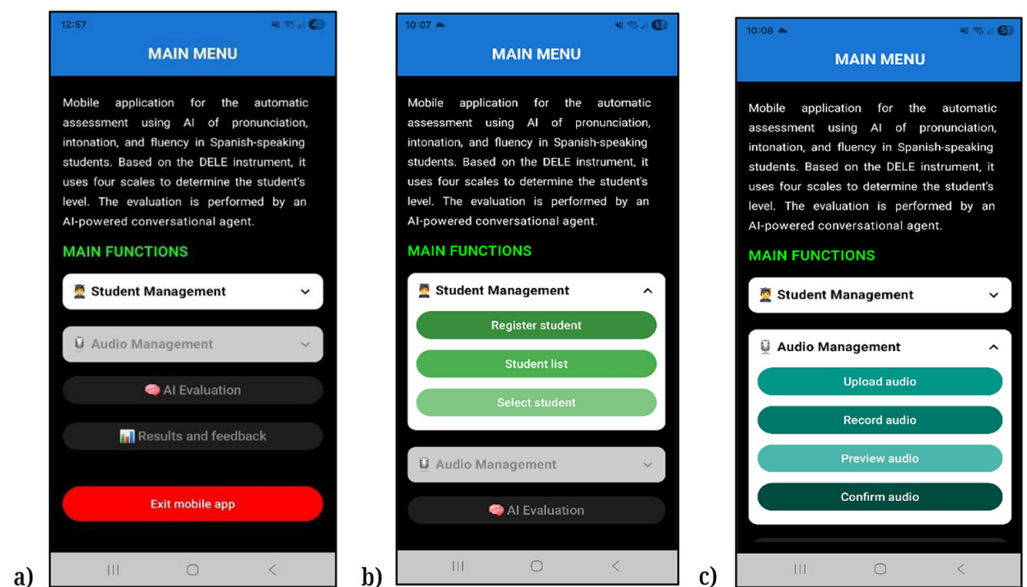 12:57
MAIN MENU
Mobile application for the automatic
assessment using AI of pronunciation,
intonation, and fluency in Spanish-speaking
students. Based on the DELE instrument, it
uses four scales to determine the student's
level. The evaluation is performed by an
AI-powered conversational agent.
MAIN FUNCTIONS
Student Management
Audio Management
AI Evaluation
Results and feedback
Exit mobile app
a)
10:07
57
MAIN MENU
Mobile application for the automatic
assessment using AI of pronunciation,
intonation, and fluency in Spanish-speaking
students. Based on the DELE instrument, it
uses four scales to determine the student's
level. The evaluation is performed by an
AI-powered conversational agent.
MAIN FUNCTIONS
Student Management
Register student
Student list
Select student
Audio Management
AI Evaluation
b)
10:08
57
MAIN MENU
Mobile application for the automatic
assessment using AI of pronunciation,
intonation, and fluency in Spanish-speaking
students. Based on the DELE instrument, it
uses four scales to determine the student's
level. The evaluation is performed by an
AI-powered conversational agent.
MAIN FUNCTIONS
Student Management
Audio Management
Upload audio
Record audio
Preview audio
Confirm audio
c)